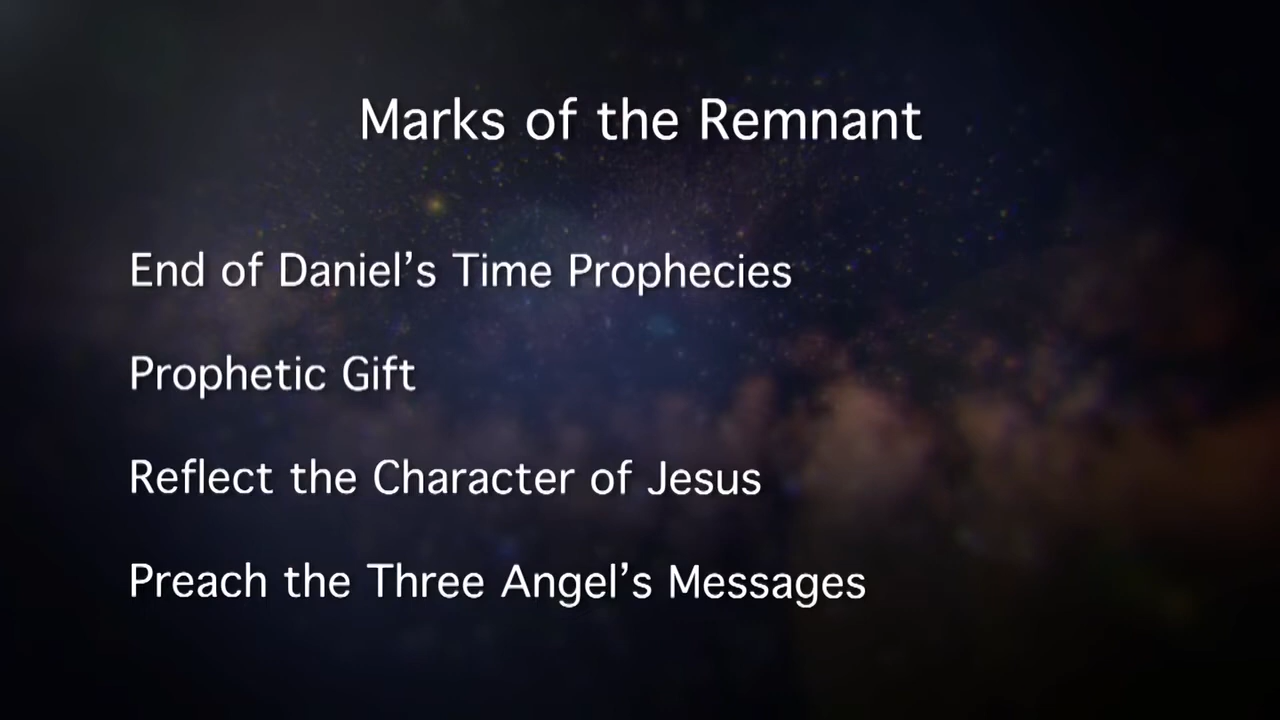 Marks of the Remnant
End of Daniel’s Time Prophecies
Prophetic Gift
Reflect the Character of Jesus
Preach the Three Angel’s Messages